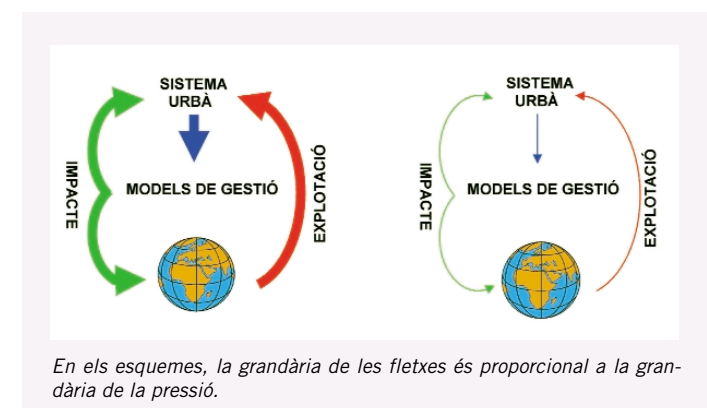 SISTEMA
URBÀ
IMPACTE
MODELS DE GESTIÓ
EXPLOTACIÓ
SISTEMA
URBÀ
IMPACTE
MODELS DE GESTIÓ
EXPLOTACIÓ
En els esquemes, la grandària de les fletxes és proporcional a la gran-
dària de la pressió.